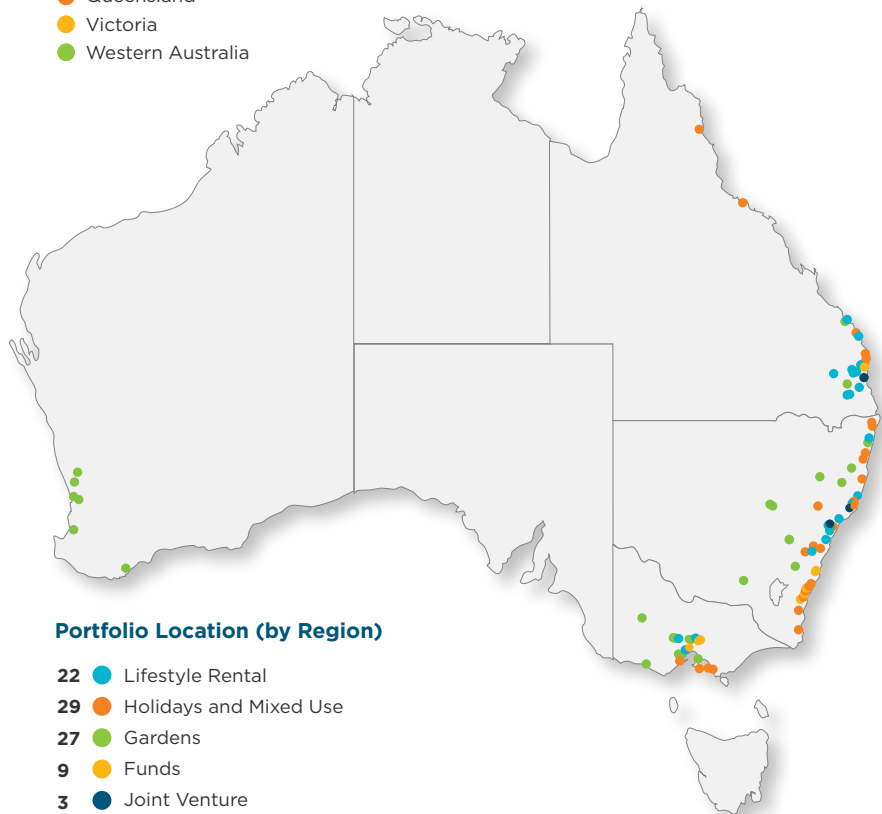 Queensland
Victoria
Western Australia
Portfolio Location (by Region)
22 Lifestyle Rental
29 Holidays and Mixed Use
27 Gardens
9 Funds
3 Joint Venture